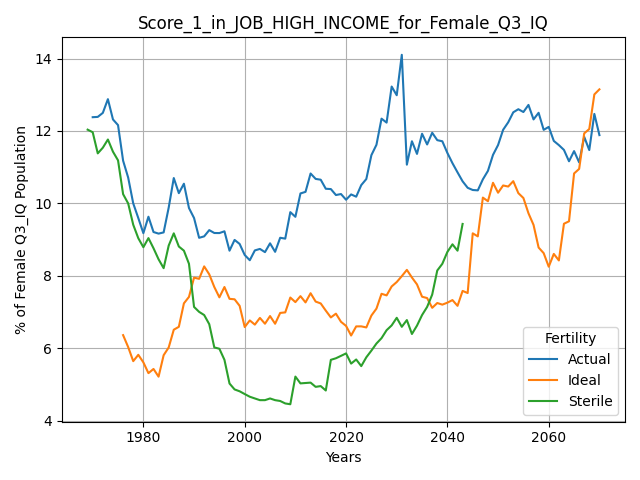 Score_1_in_JOB_HIGH_INCOME_for_Female_Q3_IQ
% of Female Q3_IQ Population
14
12
10
8
6
4
1980 2000 2020 2040 2060
Years
Fertility
Actual
Ideal
Sterile